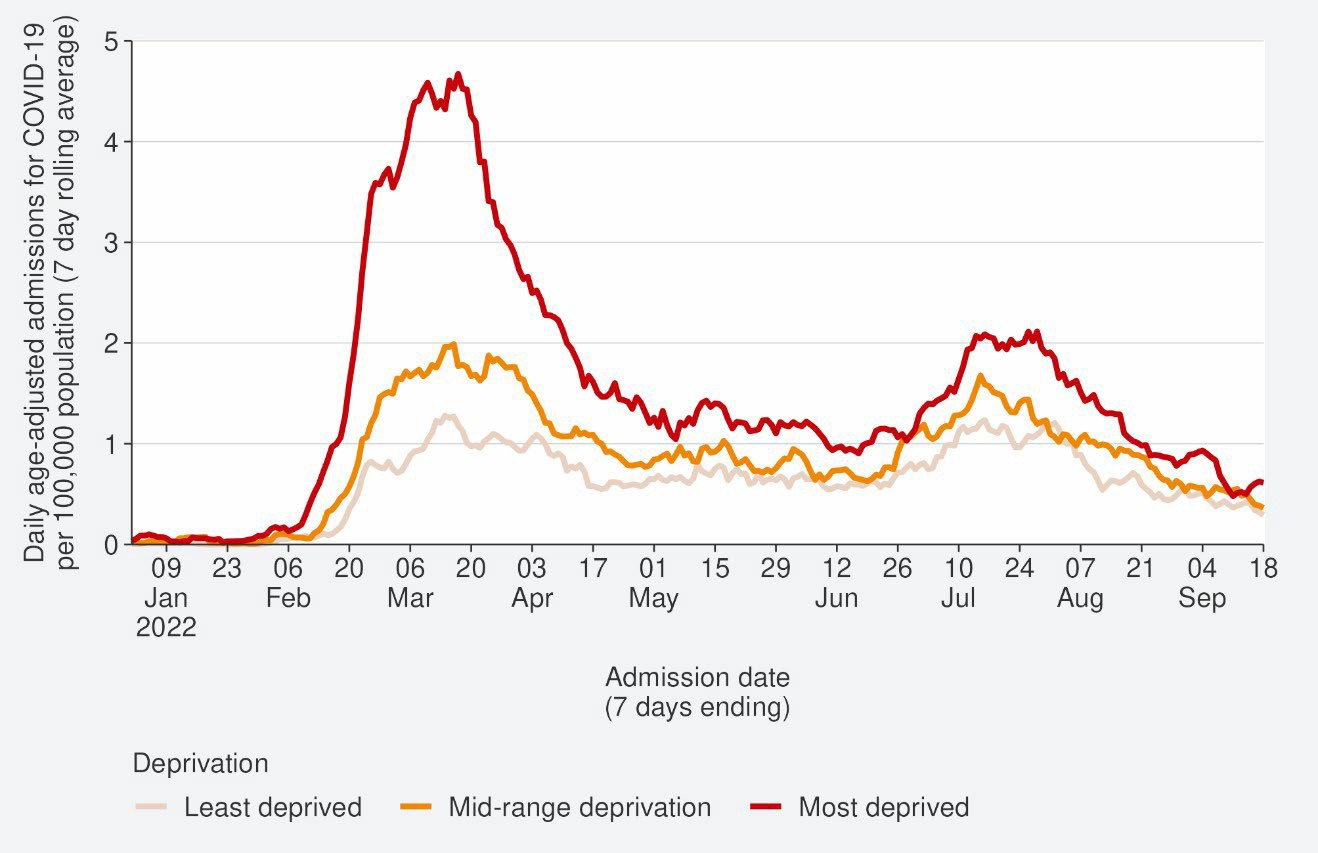 Daily age-adjusted admissions for COVID-19
per 100,000 population (7 day rolling average)
5
4
3
2
1
0
09 23 06 20 06 20 03 17 01 15 29 12 26 10 24 07 21 04 18
Jan Feb Mar Apr May Jun Jul Aug Sep
2022
Admission date
(7 days ending)
Deprivation
Least deprived Mid-range deprivation Most deprived